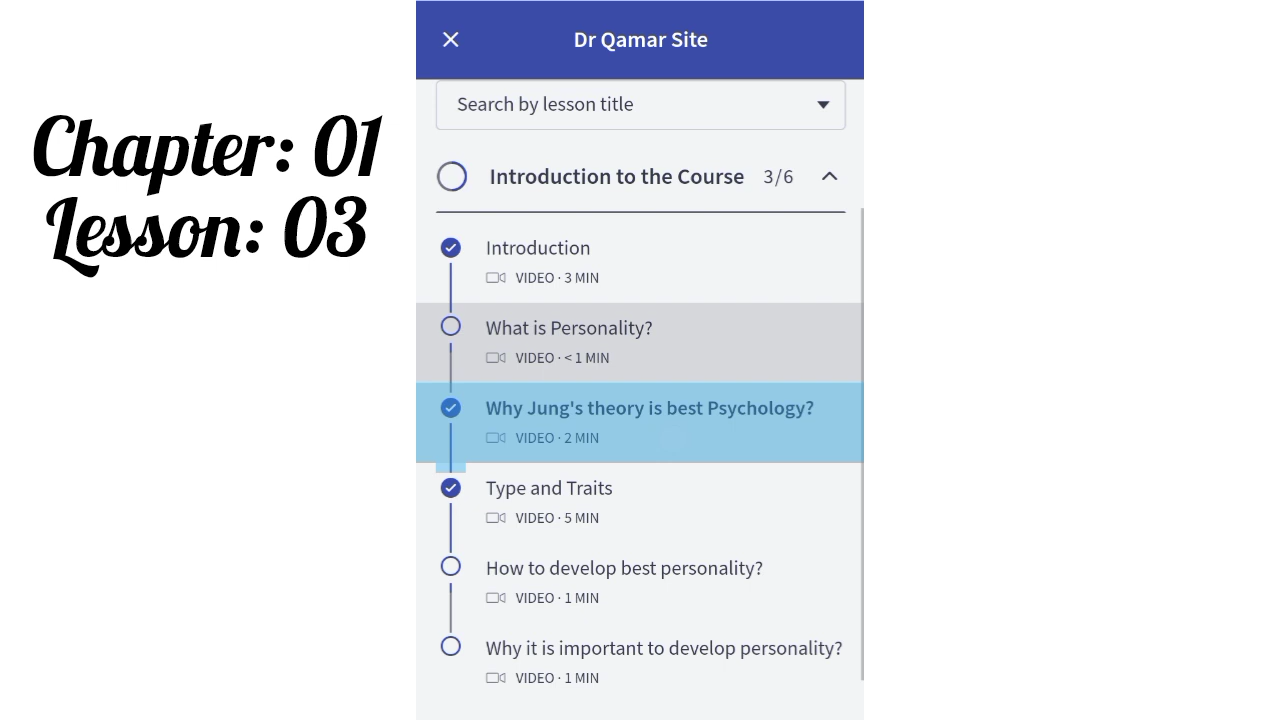 Chapter: 01
Lesson: 03
Dr Qamar Site
Search by lesson title
Introduction to the Course 3/6
Introduction
VIDEO · 3 MIN
What is Personality?
VIDEO · < 1 MIN
Why Jung's theory is best Psychology?
VIDEO · 2 MIN
Type and Traits
VIDEO · 5 MIN
How to develop best personality?
VIDEO · 1 MIN
Why it is important to develop personality?
VIDEO · 1 MIN